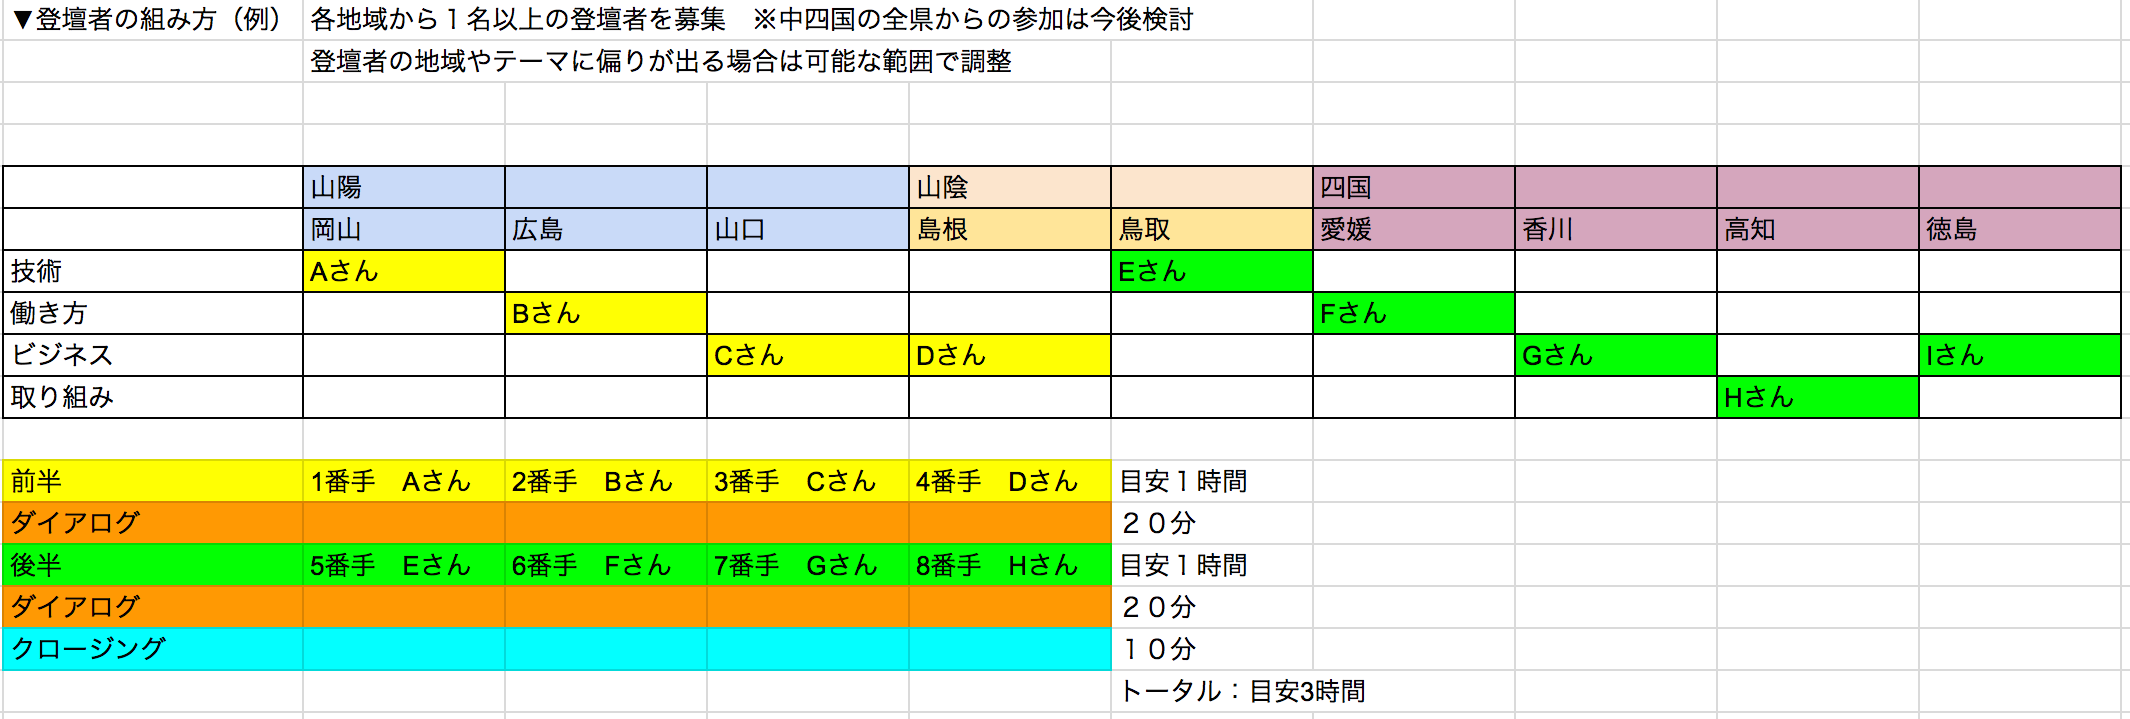 ▼登壇者の組み方（例） 各地域から１名以上の登壇者を募集　※中四国の全県からの参加は今後検討
登壇者の地域やテーマに偏りが出る場合は可能な範囲で調整
山陽 山陰 四国
岡山 広島 山口 島根 鳥取 愛媛 香川 高知 徳島
技術 Aさん Eさん
働き方 Bさん Fさん
ビジネス Cさん Dさん Gさん Iさん
取り組み Hさん
前半 1番手　Aさん 2番手　Bさん 3番手　Cさん 4番手　Dさん 目安１時間
ダイアログ ２０分
後半 5番手　Eさん 6番手　Fさん 7番手　Gさん 8番手　Hさん 目安１時間
ダイアログ ２０分
クロージング １０分
トータル：目安3時間